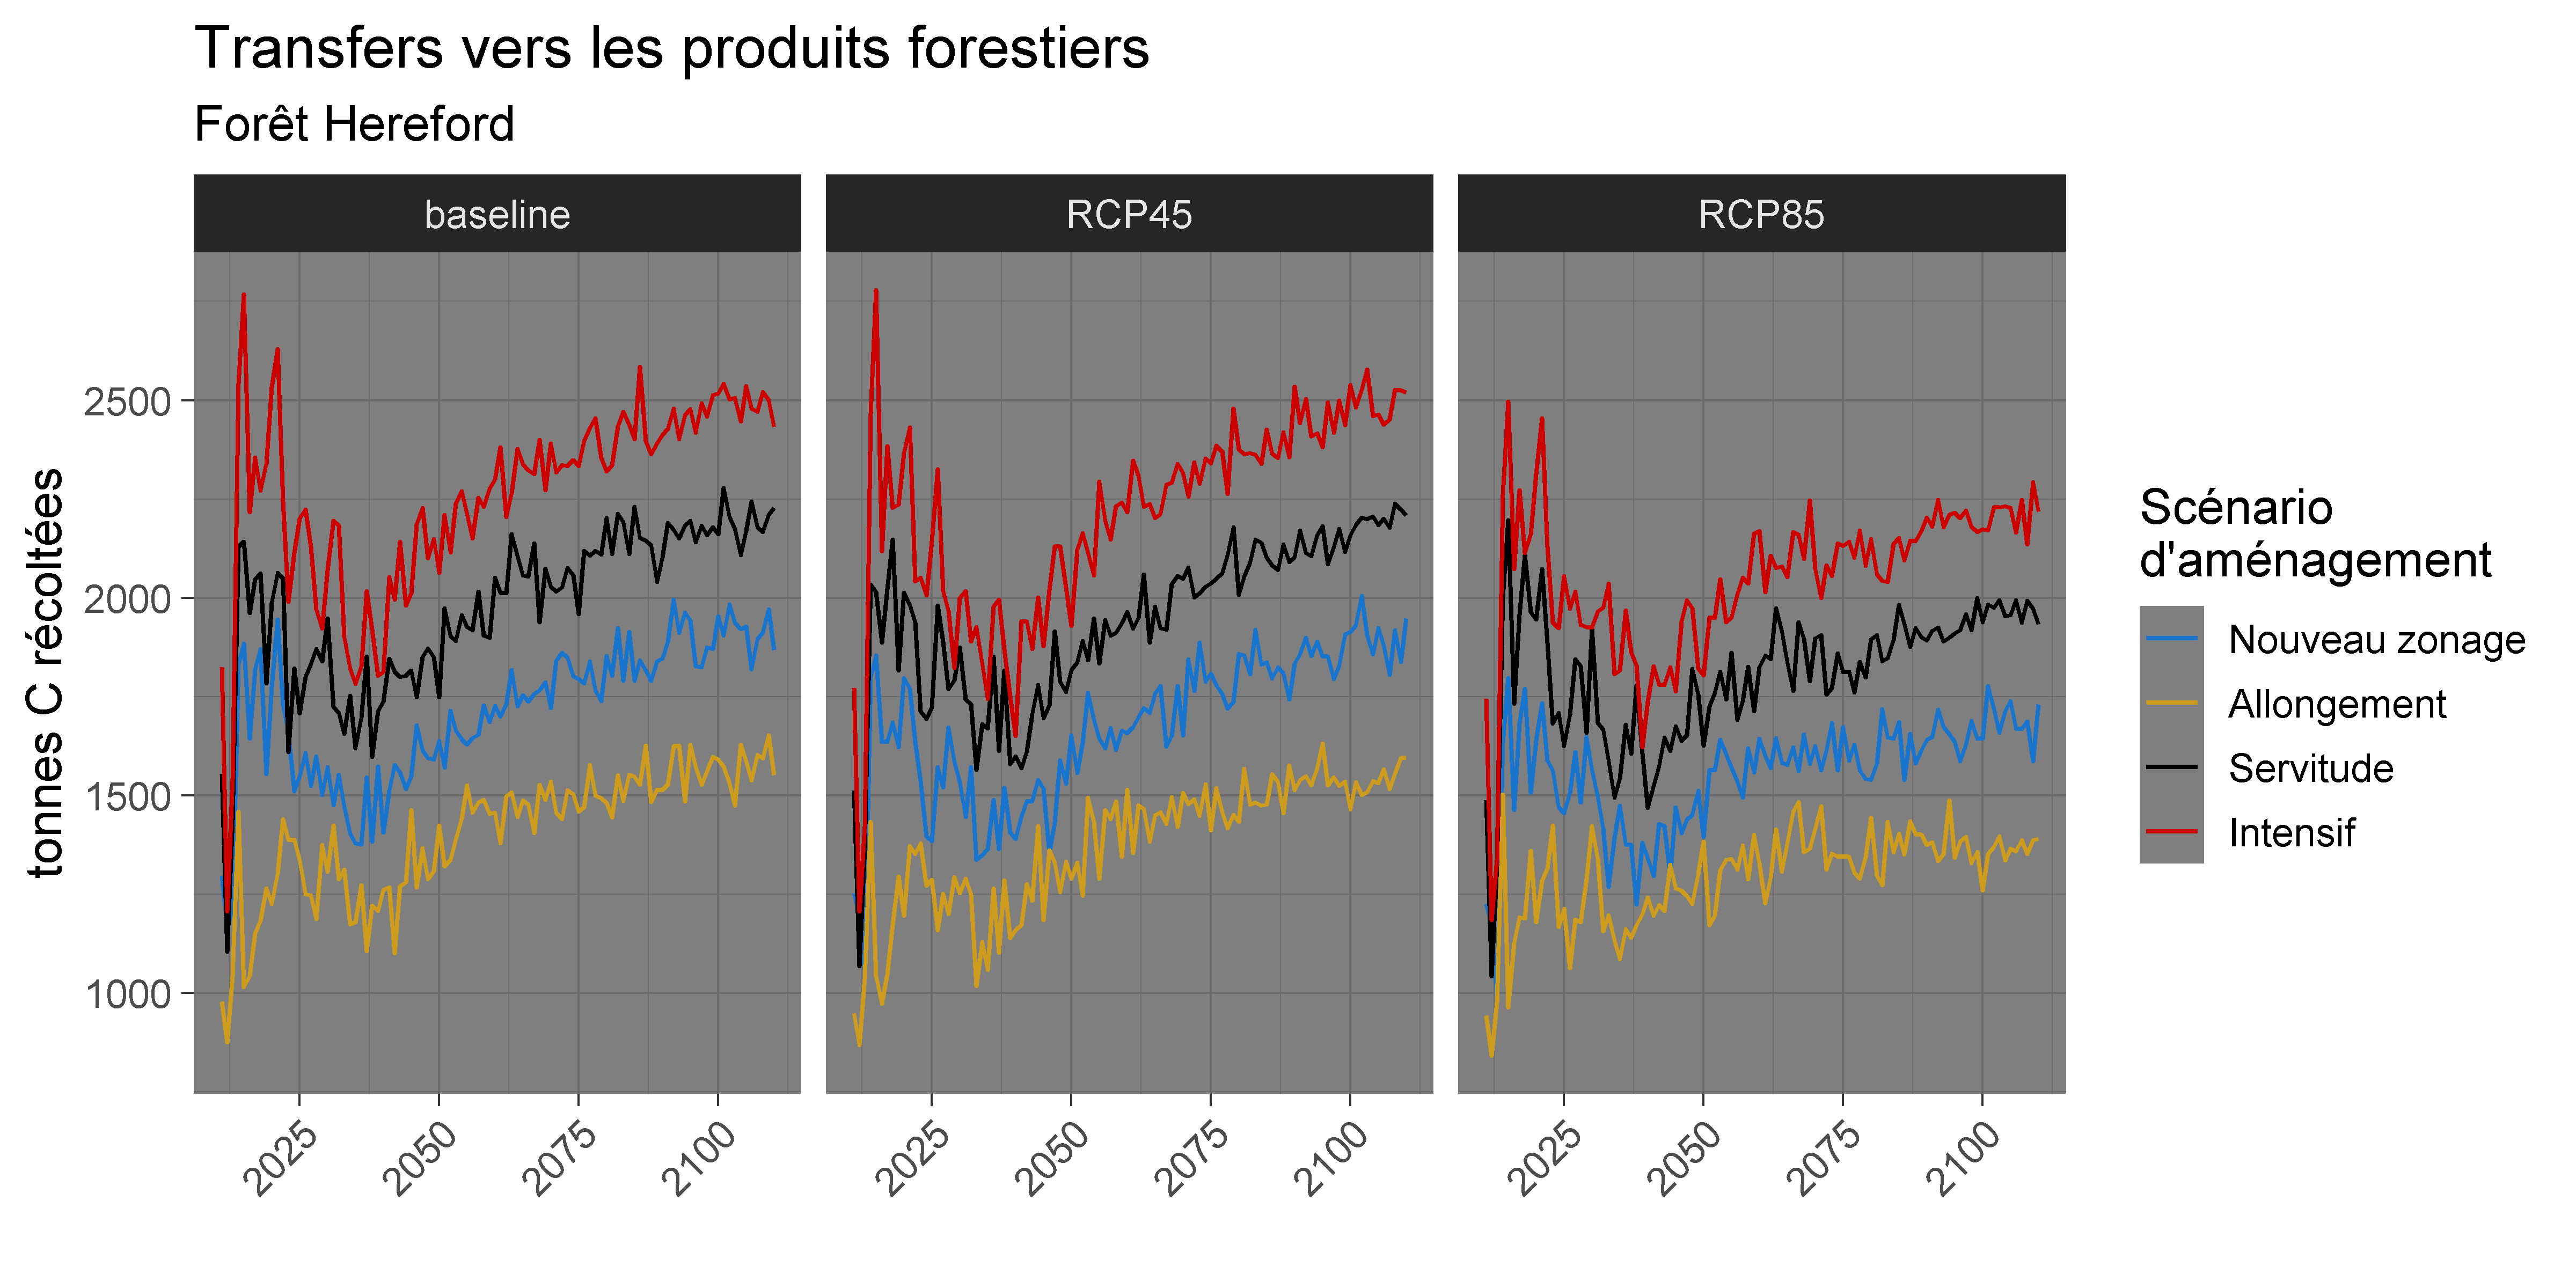 Transfers vers les produits forestiers
Forêt Hereford
baseline
RCP45
RCP85
tonnes C récoltées
2500
2000
1500
1000
2025
2050
2075
2100
2025
2050
2075
2100
2025
2050
2075
2100
Scénario
d'aménagement
Nouveau zonage
Allongement
Servitude
Intensif